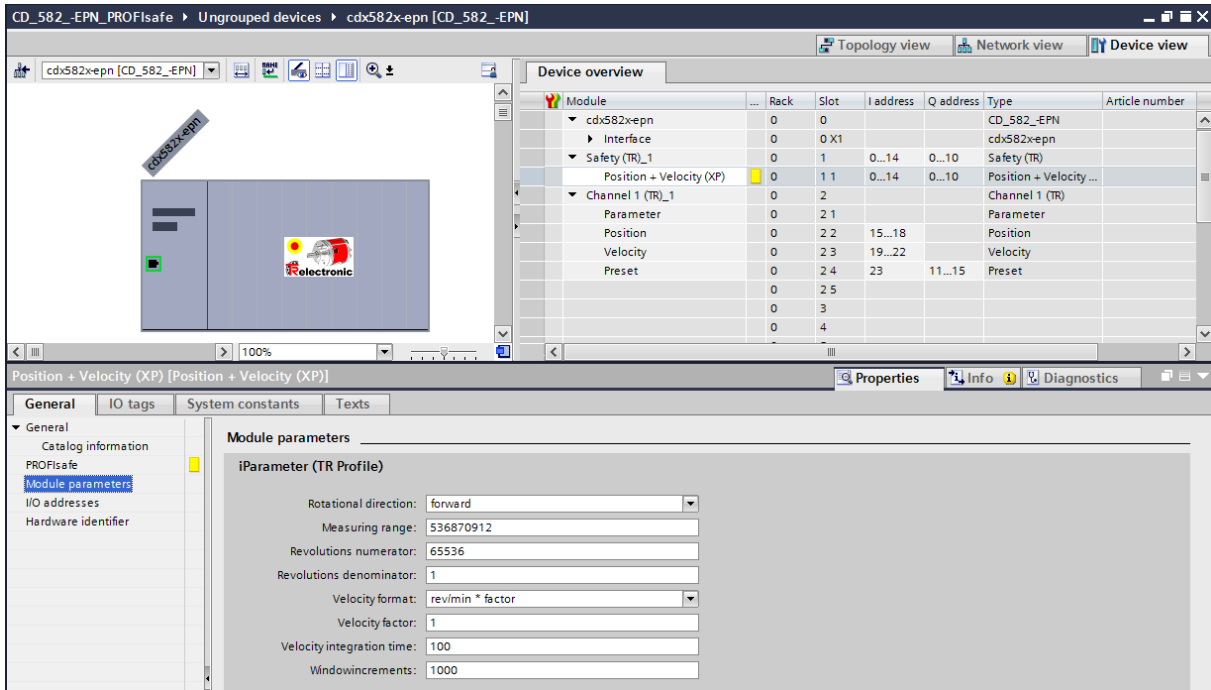 CD_582_-EPN_PROFIsafe ▸ Ungrouped devices ▸ cdx582x-epn [CD_582_-EPN]
Topology view Network view Device view
cdx582x-epn [CD_582_-EPN]
Device overview
Module ... Rack Slot I address Q address Type Article number
cdx582x-epn 0 0 CD_582_-EPN
Interface 0 0 X1 cdx582x-epn
Safety (TR)_1 0 1 0...14 0...10 Safety (TR)
Position + Velocity (XP) 0 1 1 0...14 0...10 Position + Velocity ...
Channel 1 (TR)_1 0 2 Channel 1 (TR)
Parameter 0 2 1 Parameter
Position 0 2 2 15...18 Position
Velocity 0 2 3 19...22 Velocity
Preset 0 2 4 23 11...15 Preset
0 2 5
0 3
0 4
cdx582x-epn
TRelectronic
100%
Position + Velocity (XP) [Position + Velocity (XP)]
Properties Info Diagnostics
General IO tags System constants Texts
General
Catalog information
PROFIsafe
Module parameters
I/O addresses
Hardware identifier
Module parameters
iParameter (TR Profile)
Rotational direction: forward
Measuring range: 536870912
Revolutions numerator: 65536
Revolutions denominator: 1
Velocity format: rev/min * factor
Velocity factor: 1
Velocity integration time: 100
Windowincrements: 1000